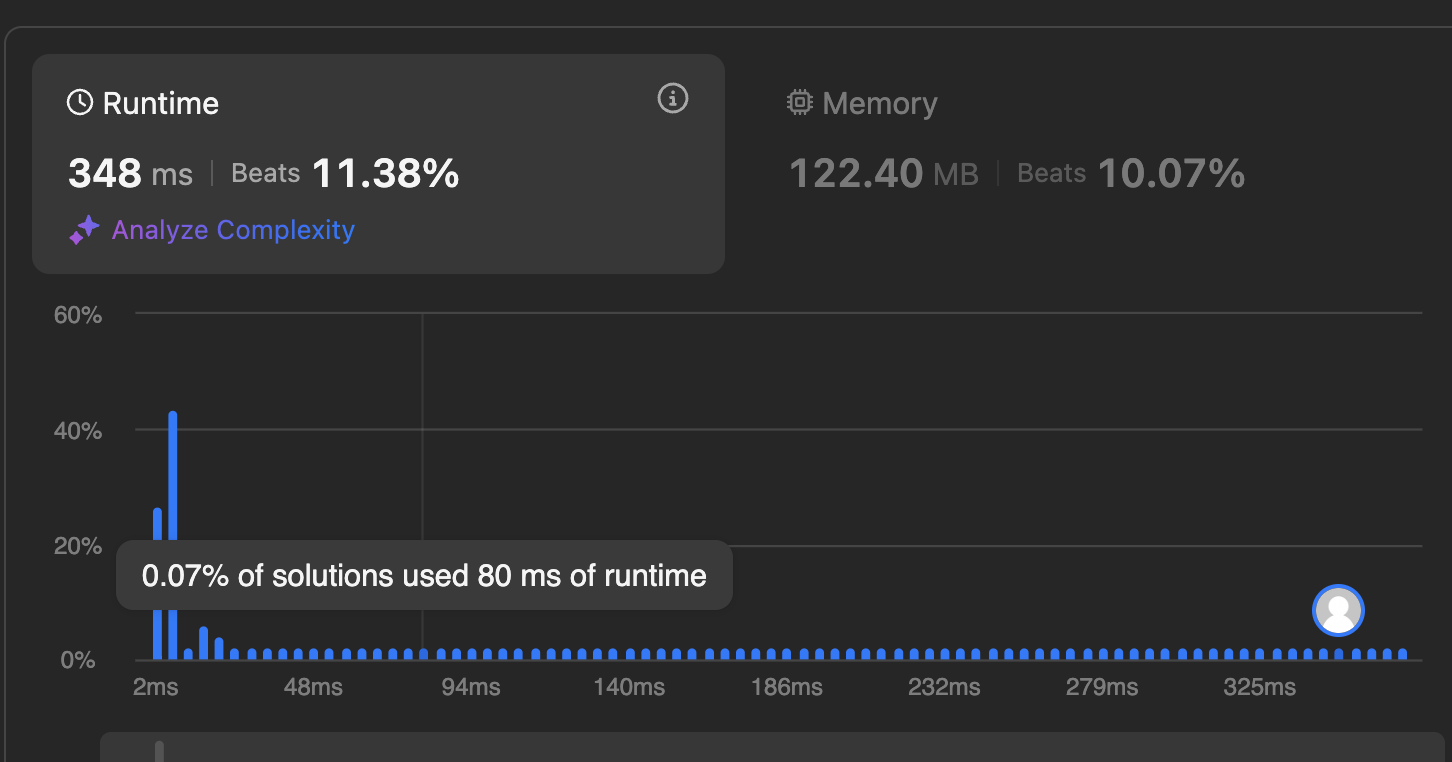 Runtime
348 ms | Beats 11.38%
Analyze Complexity
Memory
122.40 MB | Beats 10.07%
60%
40%
20%
0%
0.07% of solutions used 80 ms of runtime
2ms 48ms 94ms 140ms 186ms 232ms 279ms 325ms